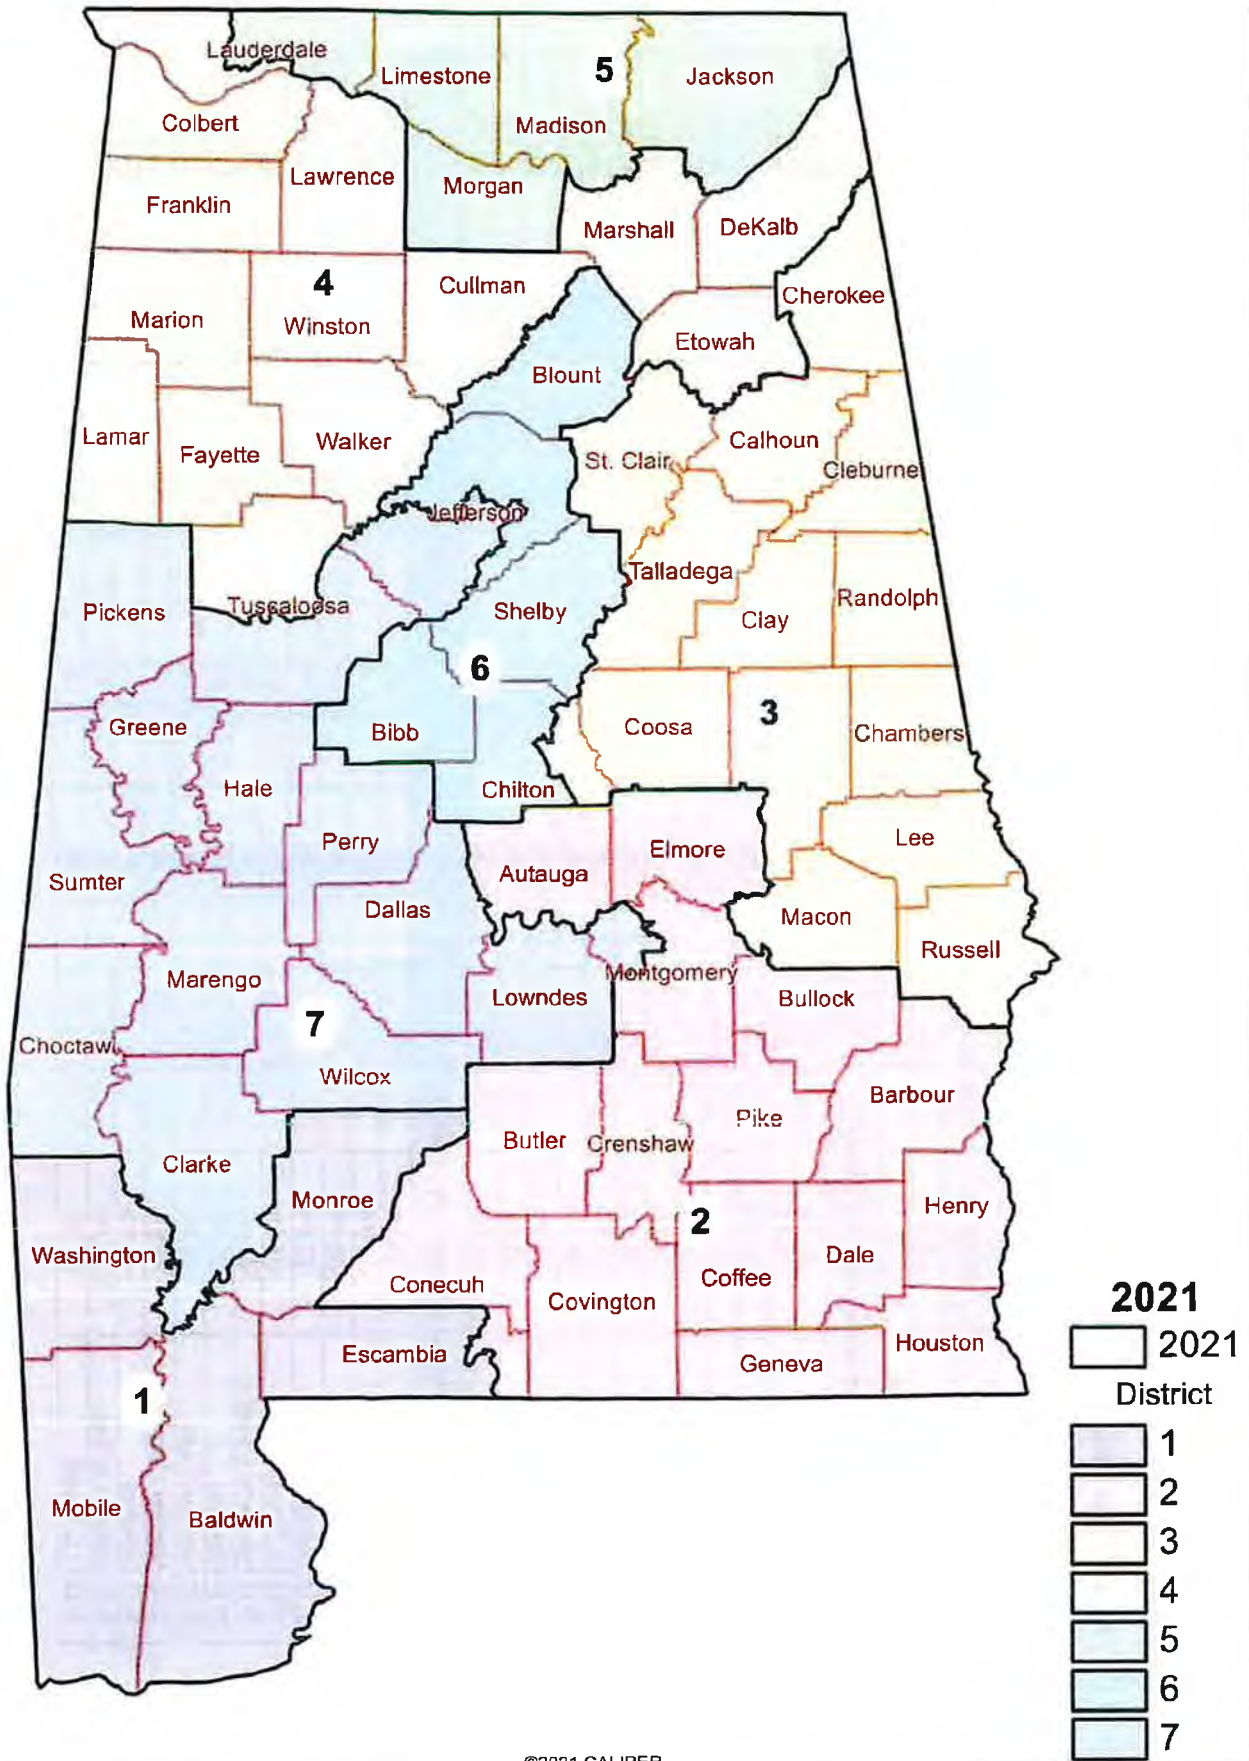 Lauderdale
Limestone
5
Jackson
Colbert
Madison
Lawrence
Morgan
Franklin
Marshall
DeKalb
4
Cullman
Cherokee
Marion
Winston
Etowah
Blount
Lamar
Fayette
Walker
St. Clair
Calhoun
Cleburne
Jefferson
Talladega
Pickens
Tuscaloosa
Shelby
Clay
Randolph
6
Greene
Bibb
Coosa
3
Chambers
Hale
Chilton
Perry
Elmore
Lee
Sumter
Autauga
Dallas
Macon
Russell
Marengo
Montgomery
Lowndes
Bullock
7
Choctaw
Wilcox
Barbour
Butler
Crenshaw
Pike
Clarke
Monroe
Henry
2
Washington
Dale
Conecuh
Coffee
Covington
Escambia
Geneva
Houston
1
Mobile
Baldwin
2021
2021
District
1
2
3
4
5
6
7
©2021 CALIPER